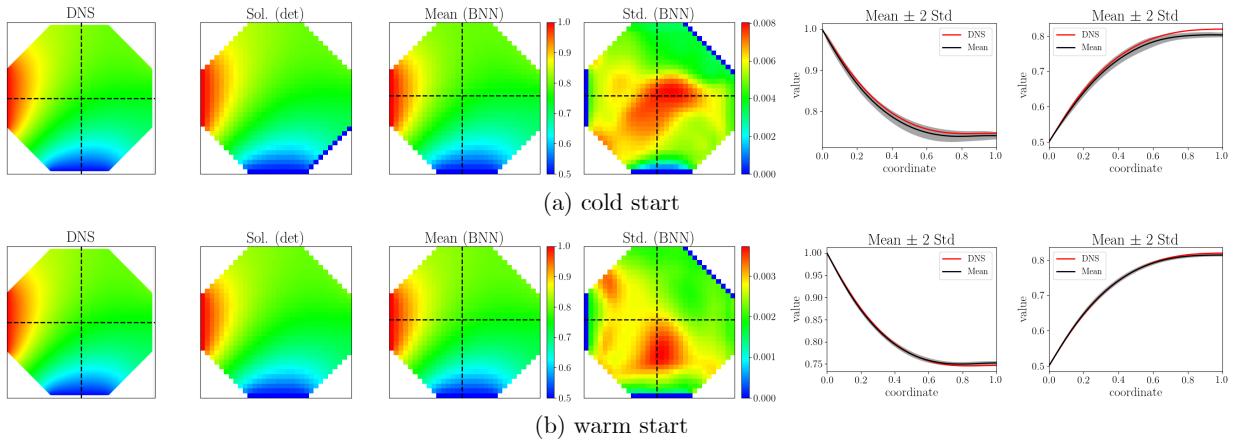 DNS
Sol. (det)
Mean (BNN)
Std. (BNN)
Mean ± 2 Std
Mean ± 2 Std
1.0
0.9
0.8
0.7
0.6
0.5
0.008
0.006
0.004
0.002
0.000
value
1.0
0.9
0.8
DNS
Mean
0.0 0.2 0.4 0.6 0.8 1.0
coordinate
value
0.8
0.7
0.6
0.5
DNS
Mean
0.0 0.2 0.4 0.6 0.8 1.0
coordinate
(a) cold start
DNS
Sol. (det)
Mean (BNN)
Std. (BNN)
Mean ± 2 Std
Mean ± 2 Std
1.0
0.9
0.8
0.7
0.6
0.5
0.003
0.002
0.001
0.000
value
1.00
0.95
0.90
0.85
0.80
0.75
DNS
Mean
0.0 0.2 0.4 0.6 0.8 1.0
coordinate
value
0.8
0.7
0.6
0.5
DNS
Mean
0.0 0.2 0.4 0.6 0.8 1.0
coordinate
(b) warm start